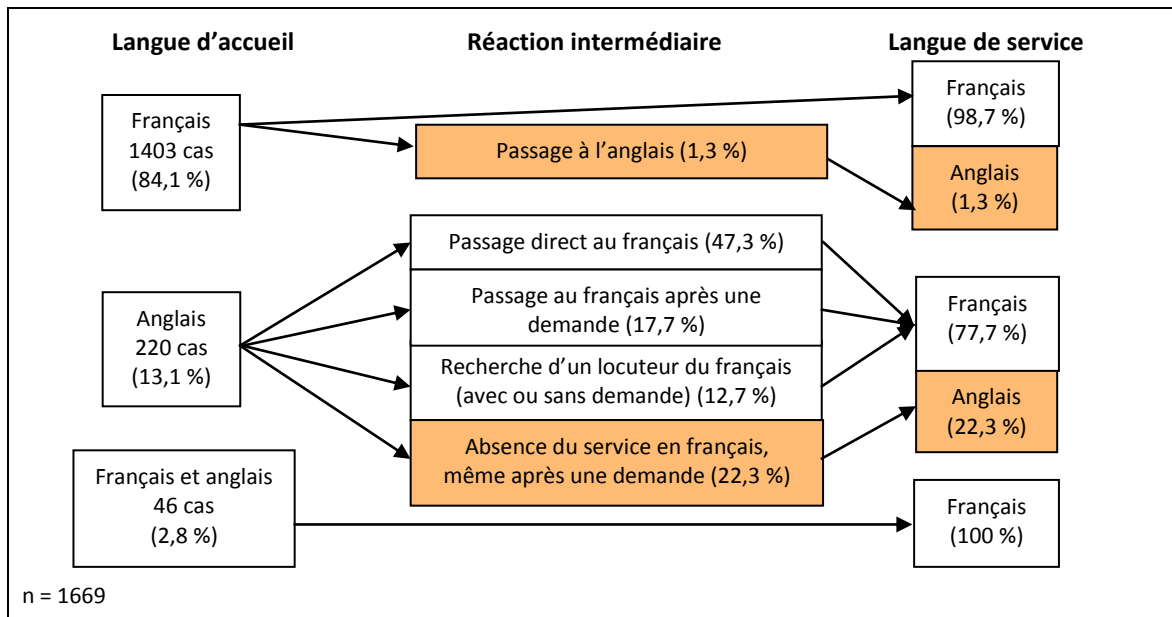 Langue d’accueil
Réaction intermédiaire
Langue de service
Français
1403 cas
(84,1 %)
Passage à l’anglais (1,3 %)
Français
(98,7 %)
Anglais
(1,3 %)
Anglais
220 cas
(13,1 %)
Passage direct au français (47,3 %)
Passage au français après une
demande (17,7 %)
Recherche d’un locuteur du français
(avec ou sans demande) (12,7 %)
Absence du service en français,
même après une demande (22,3 %)
Français
(77,7 %)
Anglais
(22,3 %)
Français et anglais
46 cas
(2,8 %)
Français
(100 %)
n = 1669